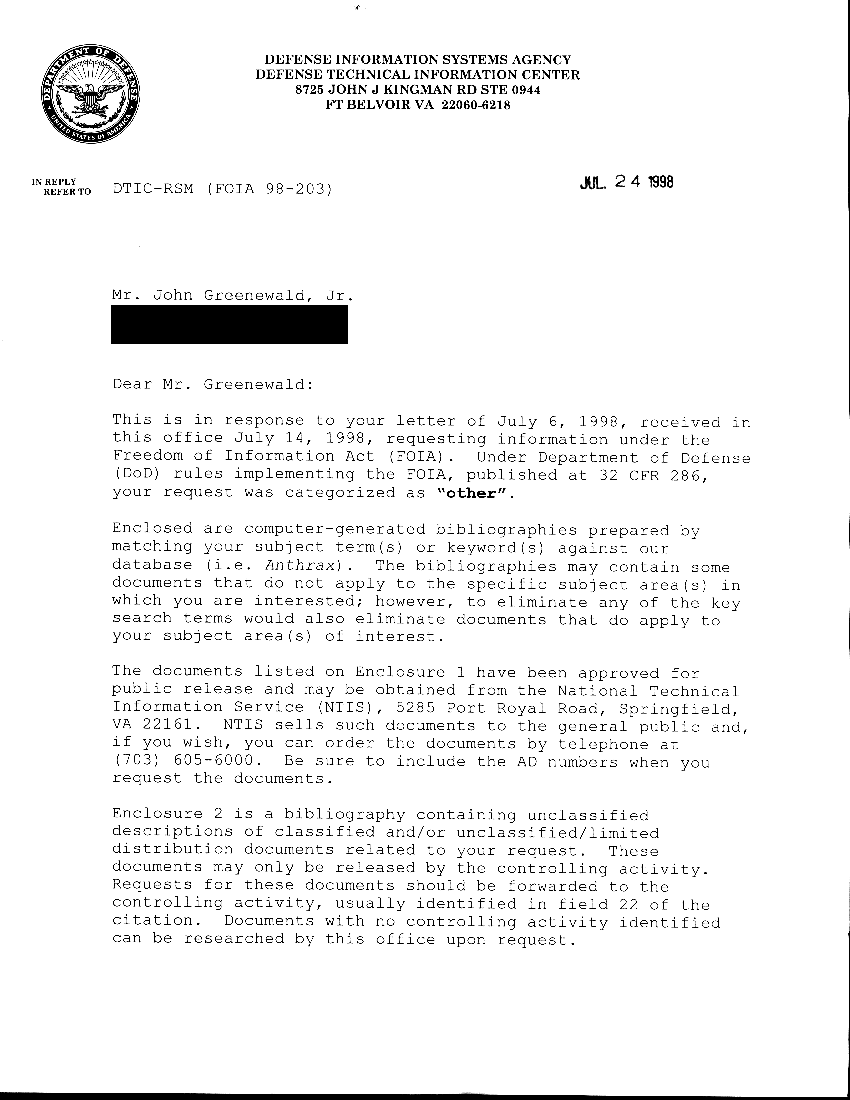 DEPARTMENT OF DEFENSE
UNITED STATES OF AMERICA
DEFENSE INFORMATION SYSTEMS AGENCY
DEFENSE TECHNICAL INFORMATION CENTER
8725 JOHN J KINGMAN RD STE 0944
FT BELVOIR VA 22060-6218
IN REPLY
REFER TO
DTIC-RSM (FOIA 98-203)
JUL 24 1998
Mr. John Greenewald, Jr.
Dear Mr. Greenewald:
This is in response to your letter of July 6, 1998, received in
this office July 14, 1998, requesting information under the
Freedom of Information Act (FOIA). Under Department of Defense
(DoD) rules implementing the FOIA, published at 32 CFR 286,
your request was categorized as "other".
Enclosed are computer-generated bibliographies prepared by
matching your subject term(s) or keyword(s) against our
database (i.e. Anthrax). The bibliographies may contain some
documents that do not apply to the specific subject area(s) in
which you are interested; however, to eliminate any of the key
search terms would also eliminate documents that do apply to
your subject area(s) of interest.
The documents listed on Enclosure 1 have been approved for
public release and may be obtained from the National Technical
Information Service (NTIS), 5285 Port Royal Road, Springfield,
VA 22161. NTIS sells such documents to the general public and,
if you wish, you can order the documents by telephone at
(703) 605-6000. Be sure to include the AD numbers when you
request the documents.
Enclosure 2 is a bibliography containing unclassified
descriptions of classified and/or unclassified/limited
distribution documents related to your request. These
documents may only be released by the controlling activity.
Requests for these documents should be forwarded to the
controlling activity, usually identified in field 22 of the
citation. Documents with no controlling activity identified
can be researched by this office upon request.